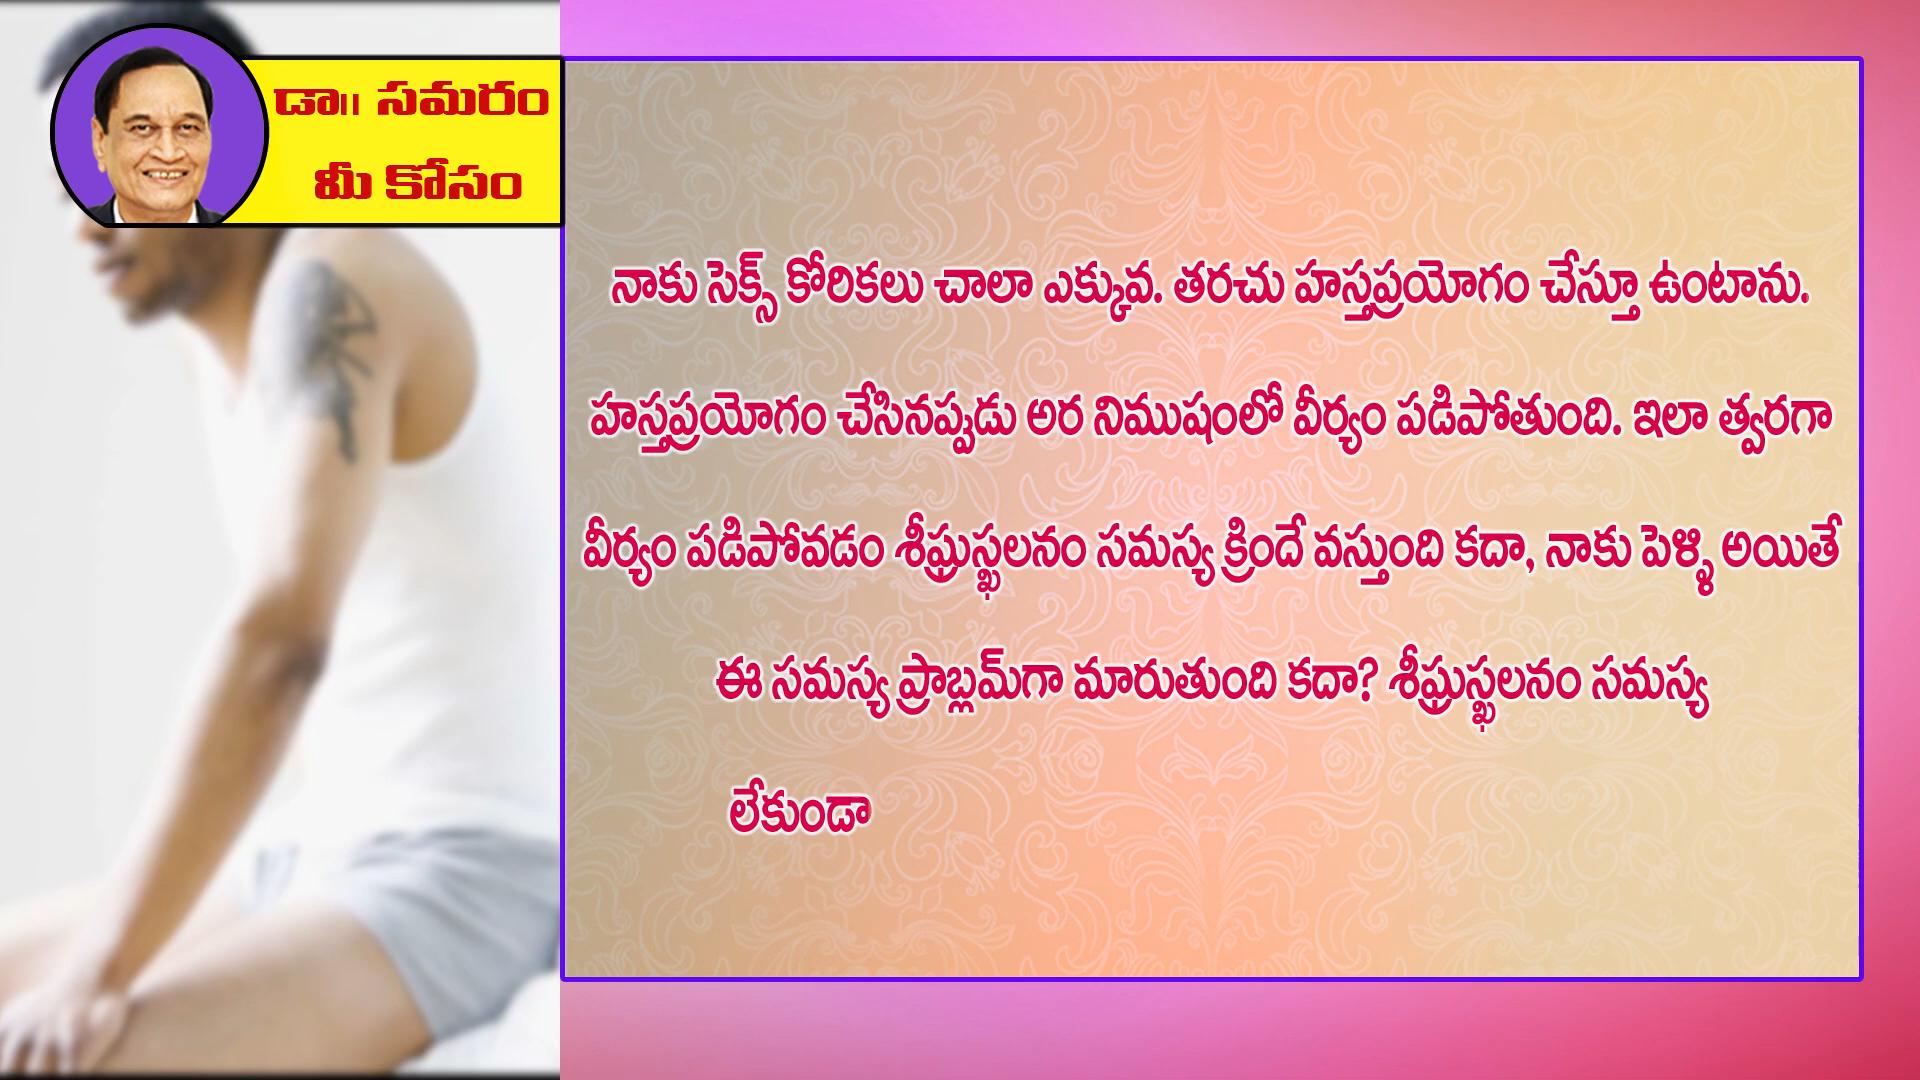 డా॥ సమరం
మీ కోసం
నాకు సెక్స్ కోరికలు చాలా ఎక్కువ. తరచు హస్తప్రయోగం చేస్తూ ఉంటాను.
హస్తప్రయోగం చేసినప్పుడు అర నిముషంలో వీర్యం పడిపోతుంది. ఇలా త్వరగా
వీర్యం పడిపోవడం శీఘ్రస్ఖలనం సమస్య క్రిందే వస్తుంది కదా, నాకు పెళ్ళి అయితే
ఈ సమస్య ప్రాబ్లమ్‌గా మారుతుంది కదా? శీఘ్రస్ఖలనం సమస్య
లేకుండా